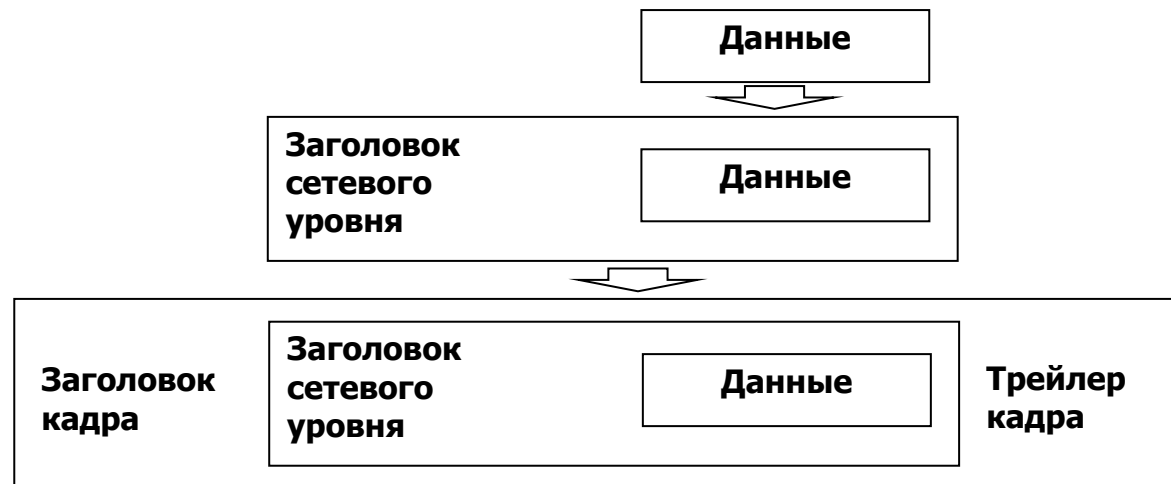 Данные
Заголовок
сетевого
уровня
Данные
Заголовок
кадра
Заголовок
сетевого
уровня
Данные
Трейлер
кадра